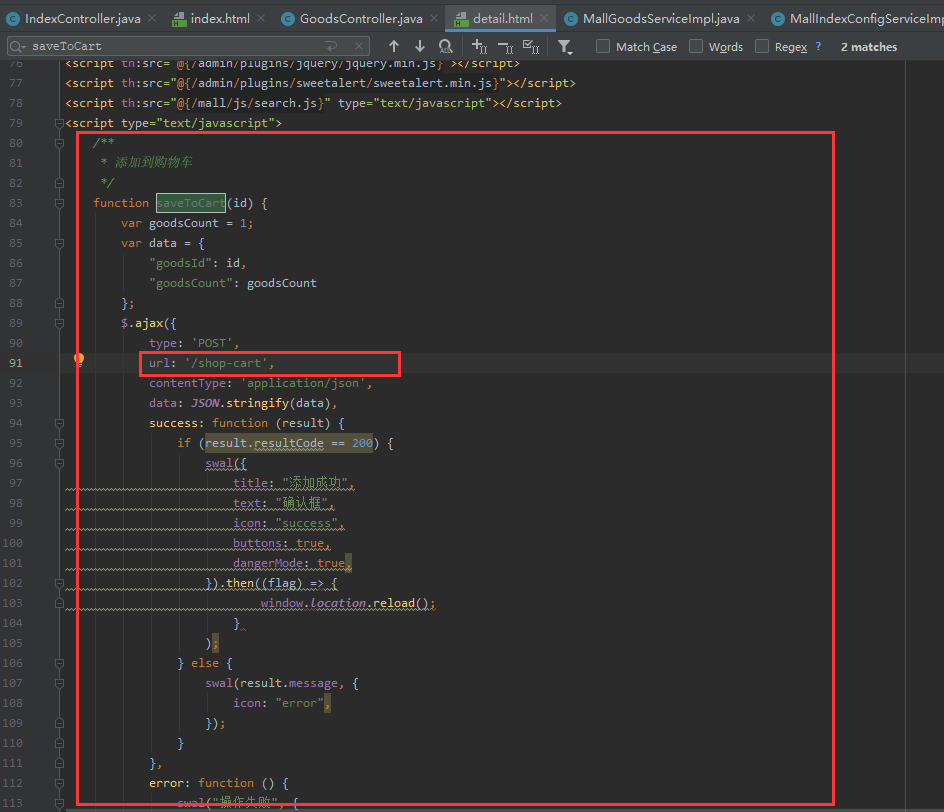 IndexController.java × index.html × GoodsController.java × detail.html × MallGoodsServiceImpl.java × MallIndexConfigServiceImp
saveToCart Match Case Words Regex ? 2 matches
76 <script th:src="@{/admin/plugins/jquery/jquery.min.js}"></script>
77 <script th:src="@{/admin/plugins/sweetalert/sweetalert.min.js}"></script>
78 <script th:src="@{/mall/js/search.js}" type="text/javascript"></script>
79 <script type="text/javascript">
80 /**
81 * 添加到购物车
82 */
83 function saveToCart(id) {
84 var goodsCount = 1;
85 var data = {
86 "goodsId": id,
87 "goodsCount": goodsCount
88 };
89 $.ajax({
90 type: 'POST',
91 url: '/shop-cart',
92 contentType: 'application/json',
93 data: JSON.stringify(data),
94 success: function (result) {
95 if (result.resultCode == 200) {
96 swal({
97 title: "添加成功",
98 text: "确认框",
99 icon: "success",
100 buttons: true,
101 dangerMode: true,
102 }).then((flag) => {
103 window.location.reload();
104 }
105 );
106 } else {
107 swal(result.message, {
108 icon: "error",
109 });
110 }
111 },
112 error: function () {
113 swal("操作失败", {